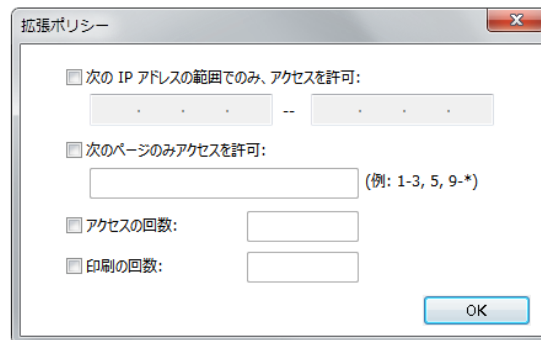 拡張ポリシー
次の IP アドレスの範囲でのみ、アクセスを許可:
. . . -- . . .
次のページのみアクセスを許可:
(例: 1-3, 5, 9-*)
アクセスの回数:
印刷の回数:
OK